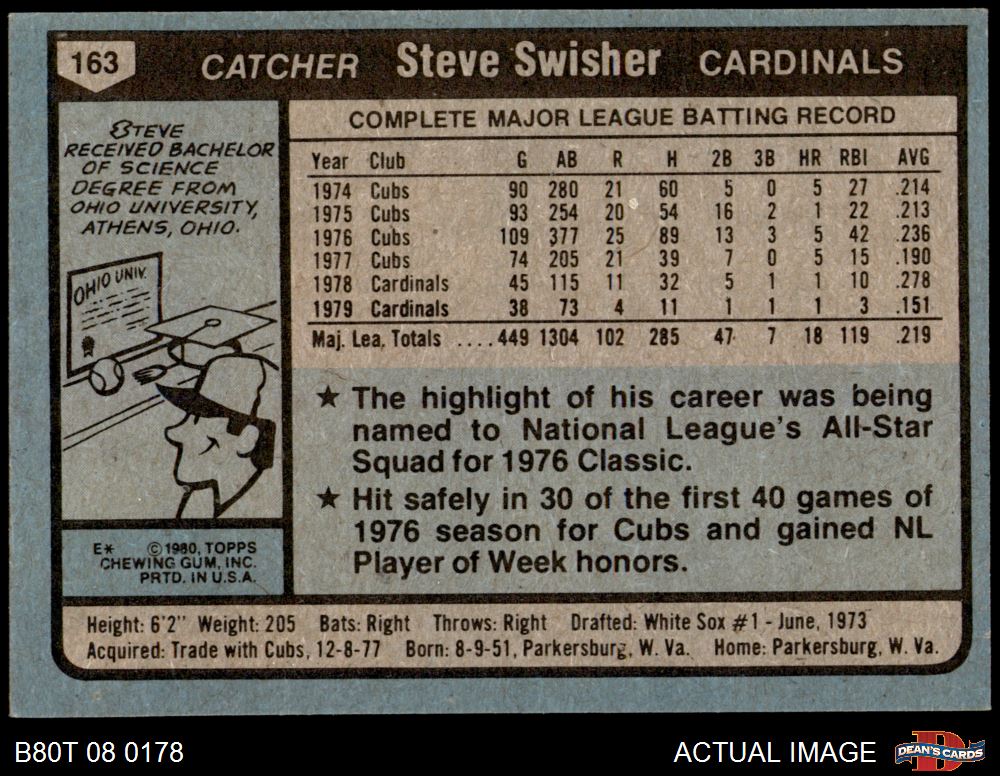 163 CATCHER Steve Swisher CARDINALS
STEVE
RECEIVED BACHELOR
OF SCIENCE
DEGREE FROM
OHIO UNIVERSITY,
ATHENS, OHIO.
OHIO UNIV.
COMPLETE MAJOR LEAGUE BATTING RECORD
Year Club G AB R H 2B 3B HR RBI AVG
1974 Cubs 90 280 21 60 5 0 5 27 .214
1975 Cubs 93 254 20 54 16 2 1 22 .213
1976 Cubs 109 377 25 89 13 3 5 42 .236
1977 Cubs 74 205 21 39 7 0 5 15 .190
1978 Cardinals 45 115 11 32 5 1 1 10 .278
1979 Cardinals 38 73 4 11 1 1 1 3 .151
Maj. Lea. Totals ....449 1304 102 285 47 7 18 119 .219
★ The highlight of his career was being
named to National League's All-Star
Squad for 1976 Classic.
★ Hit safely in 30 of the first 40 games of
1976 season for Cubs and gained NL
Player of Week honors.
E* © 1980, TOPPS
CHEWING GUM, INC.
PRTD. IN U.S.A.
Height: 6'2" Weight: 205 Bats: Right Throws: Right Drafted: White Sox #1 - June, 1973
Acquired: Trade with Cubs, 12-8-77 Born: 8-9-51, Parkersburg, W. Va. Home: Parkersburg, W. Va.
B80T 08 0178 ACTUAL IMAGE D DEAN'S CARDS